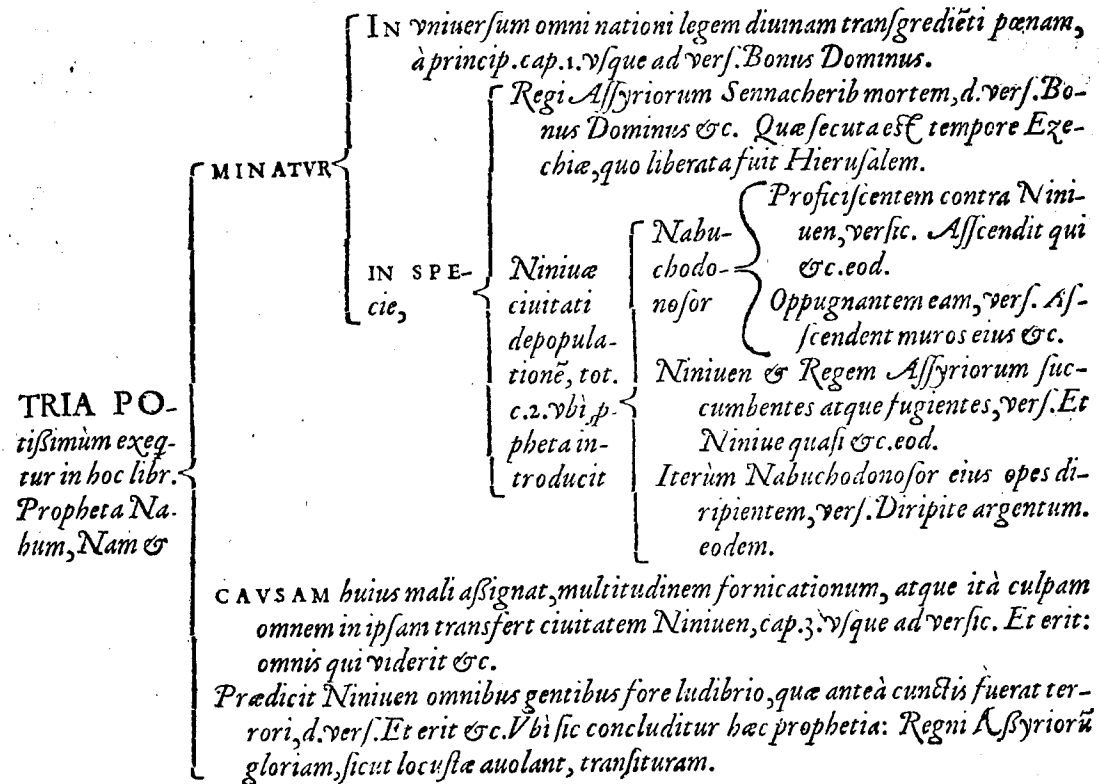 IN vniuerſum omni nationi legem diuinam tranſgrediẽti pœnam,
à princip. cap. 1. vſque ad verſ. Bonus Dominus.
Regi Aſſyriorum Sennacherib mortem, d. verſ. Bo-
nus Dominus &c. Quæ ſecuta eſt tempore Eze-
chiæ, quo liberata fuit Hieruſalem.
MINATVR
IN SPE-
cie,
Niniuæ
ciuitati
depopula-
tionẽ, tot.
c. 2. vbi, p-
pheta in-
troducit
Nabu-
chodo-
noſor
Proficiſcentem contra Nini-
uen, verſic. Aſſcendit qui
&c. eod.
Oppugnantem eam, verſ. Aſ-
ſcendent muros eius &c.
Niniuen & Regem Aſſyriorum ſuc-
cumbentes atque fugientes, verſ. Et
Niniue quaſi &c. eod.
Iterùm Nabuchodonoſor eius opes di-
ripientem, verſ. Diripite argentum.
eodem.
TRIA PO-
tißimùm exeq-
tur in hoc libr.
Propheta Na-
hum, Nam &
CAVSAM huius mali aßignat, multitudinem fornicationum, atque ità culpam
omnem in ipſam transfert ciuitatem Niniuen, cap. 3. vſque ad verſic. Et erit:
omnis qui viderit &c.
Prædicit Niniuen omnibus gentibus fore ludibrio, quæ anteà cunctis fuerat ter-
rori, d. verſ. Et erit &c. Vbì ſic concluditur hæc prophetia: Regni Aßyriorũ
gloriam, ſicut locuſtæ auolant, tranſituram.